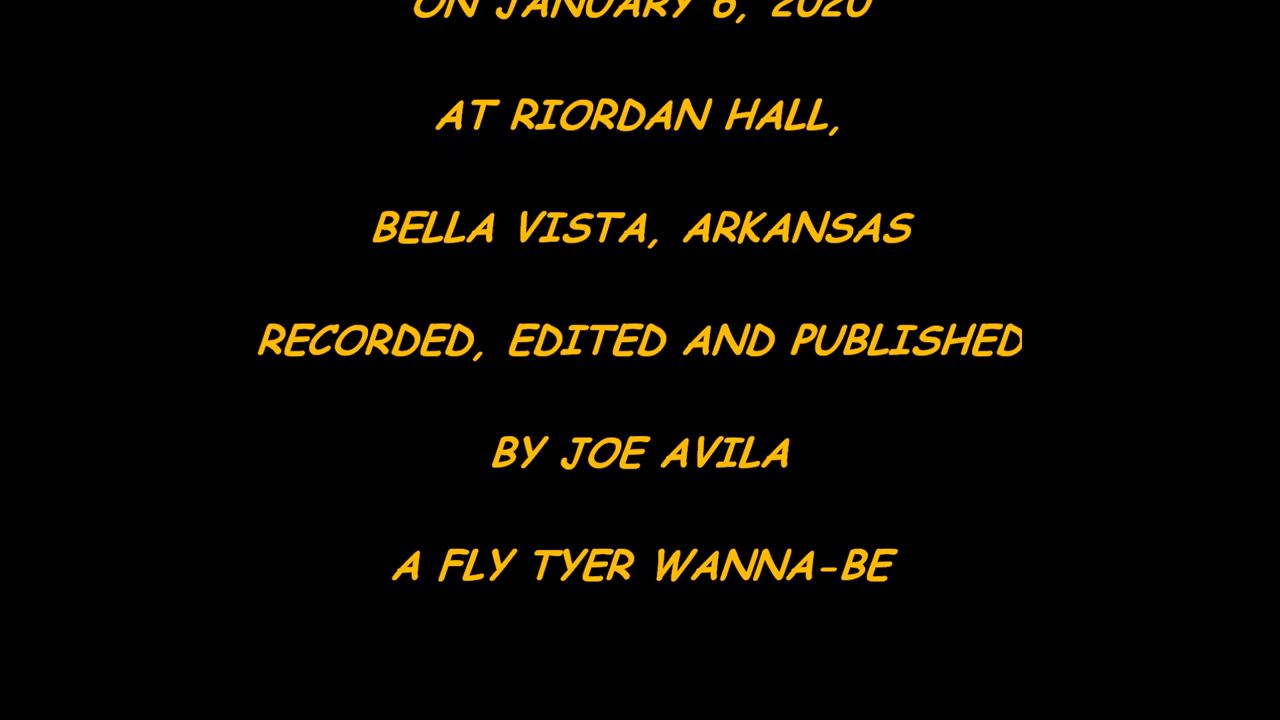 ON JANUARY 6, 2020
AT RIORDAN HALL,
BELLA VISTA, ARKANSAS
RECORDED, EDITED AND PUBLISHED
BY JOE AVILA
A FLY TYER WANNA-BE